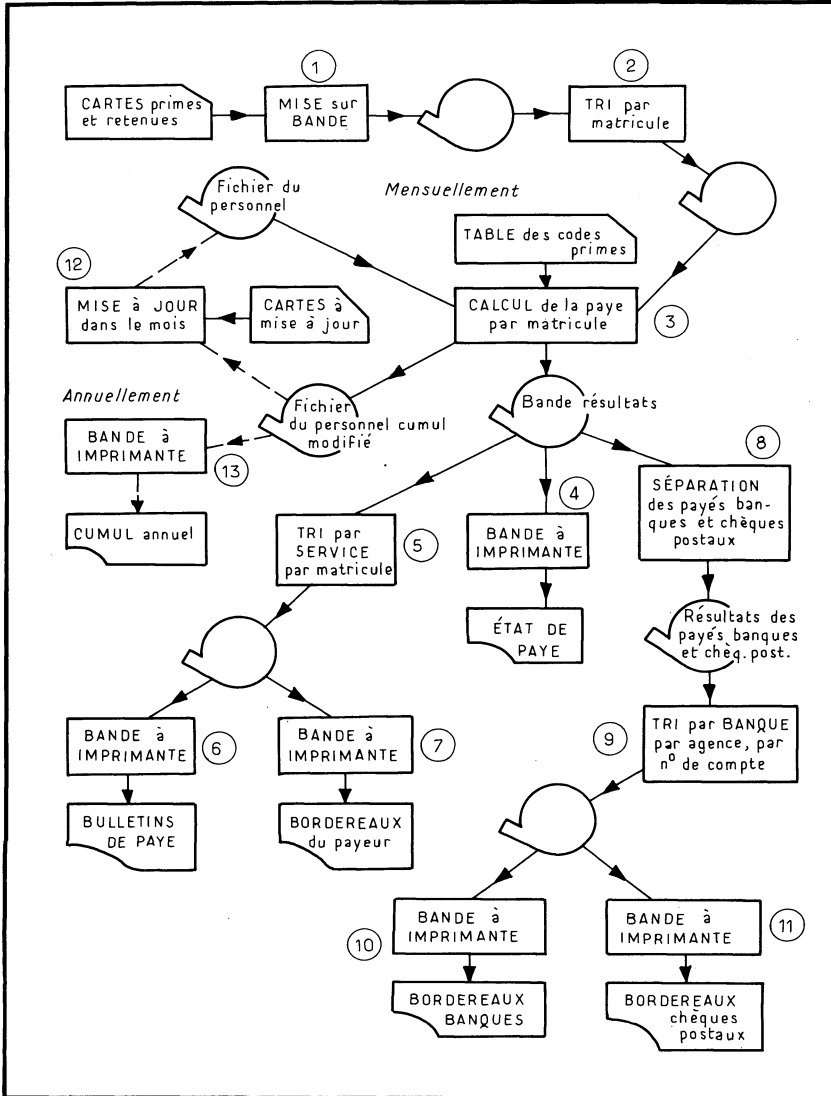 1
2
CARTES primes
et retenues
MISE sur
BANDE
TRI par
matricule
Fichier du
personnel
Mensuellement
TABLE des codes
primes
12
MISE à JOUR
dans le mois
CARTES à
mise à jour
CALCUL de la paye
par matricule
3
Annuellement
Fichier
du personnel cumul
modifié
Bande résultats
BANDE à
IMPRIMANTE
13
8
CUMUL annuel
4
SÉPARATION
des payés ban-
ques et chèques
postaux
TRI par
SERVICE
par matricule
5
BANDE à
IMPRIMANTE
ÉTAT DE
PAYE
Résultats des
payés banques
et chèq. post.
BANDE à
IMPRIMANTE
6
BANDE à
IMPRIMANTE
7
9
TRI par BANQUE
par agence, par
nº de compte
BULLETINS
DE PAYE
BORDEREAUX
du payeur
10
BANDE à
IMPRIMANTE
BANDE à
IMPRIMANTE
11
BORDEREAUX
BANQUES
BORDEREAUX
chèques
postaux